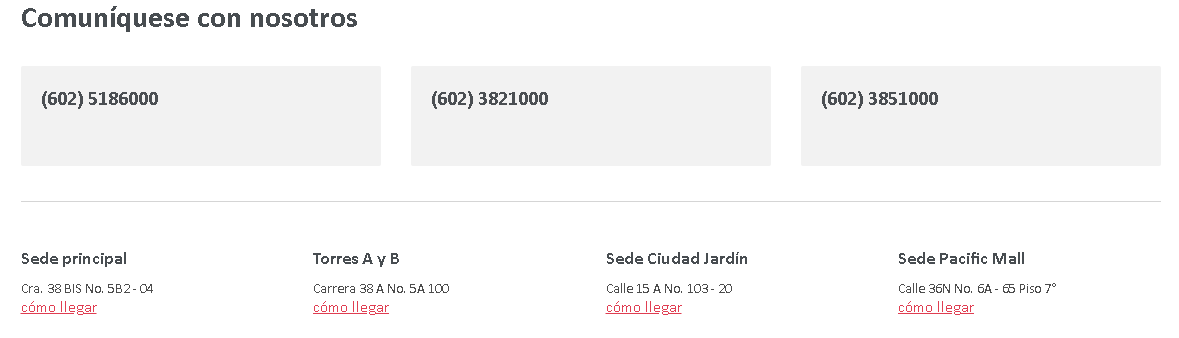 Comuníquese con nosotros
(602) 5186000
(602) 3821000
(602) 3851000
Sede principal
Cra. 38 BIS No. 5B2 - 04
cómo llegar
Torres A y B
Carrera 38 A No. 5A 100
cómo llegar
Sede Ciudad Jardín
Calle 15 A No. 103 - 20
cómo llegar
Sede Pacific Mall
Calle 36N No. 6A - 65 Piso 7°
cómo llegar